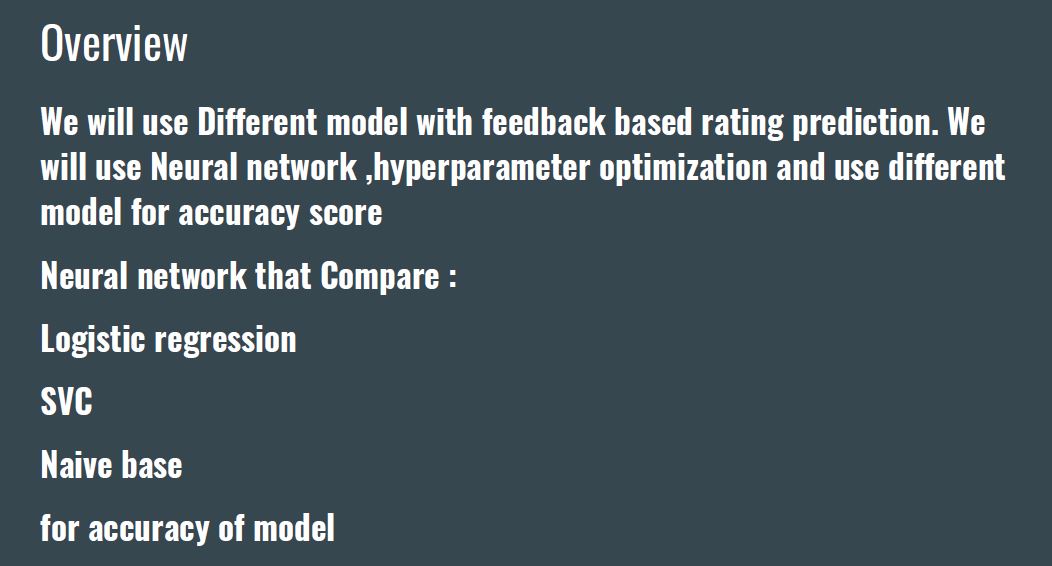 Overview
We will use Different model with feedback based rating prediction. We
will use Neural network ,hyperparameter optimization and use different
model for accuracy score
Neural network that Compare :
Logistic regression
SVC
Naive base
for accuracy of model